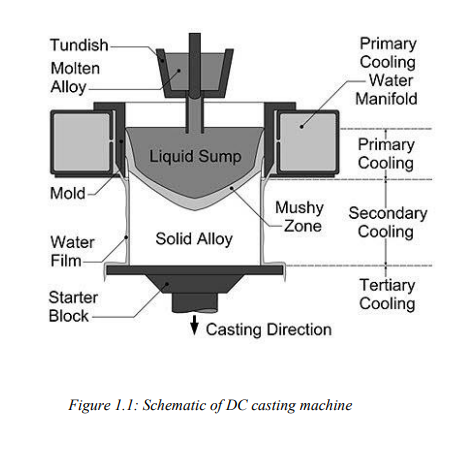 Tundish
Molten
Alloy
Primary
Cooling
Water
Manifold
Liquid Sump
Primary
Cooling
Mold
Mushy
Zone
Secondary
Cooling
Water
Film
Solid Alloy
Starter
Block
Tertiary
Cooling
Casting Direction
Figure 1.1: Schematic of DC casting machine